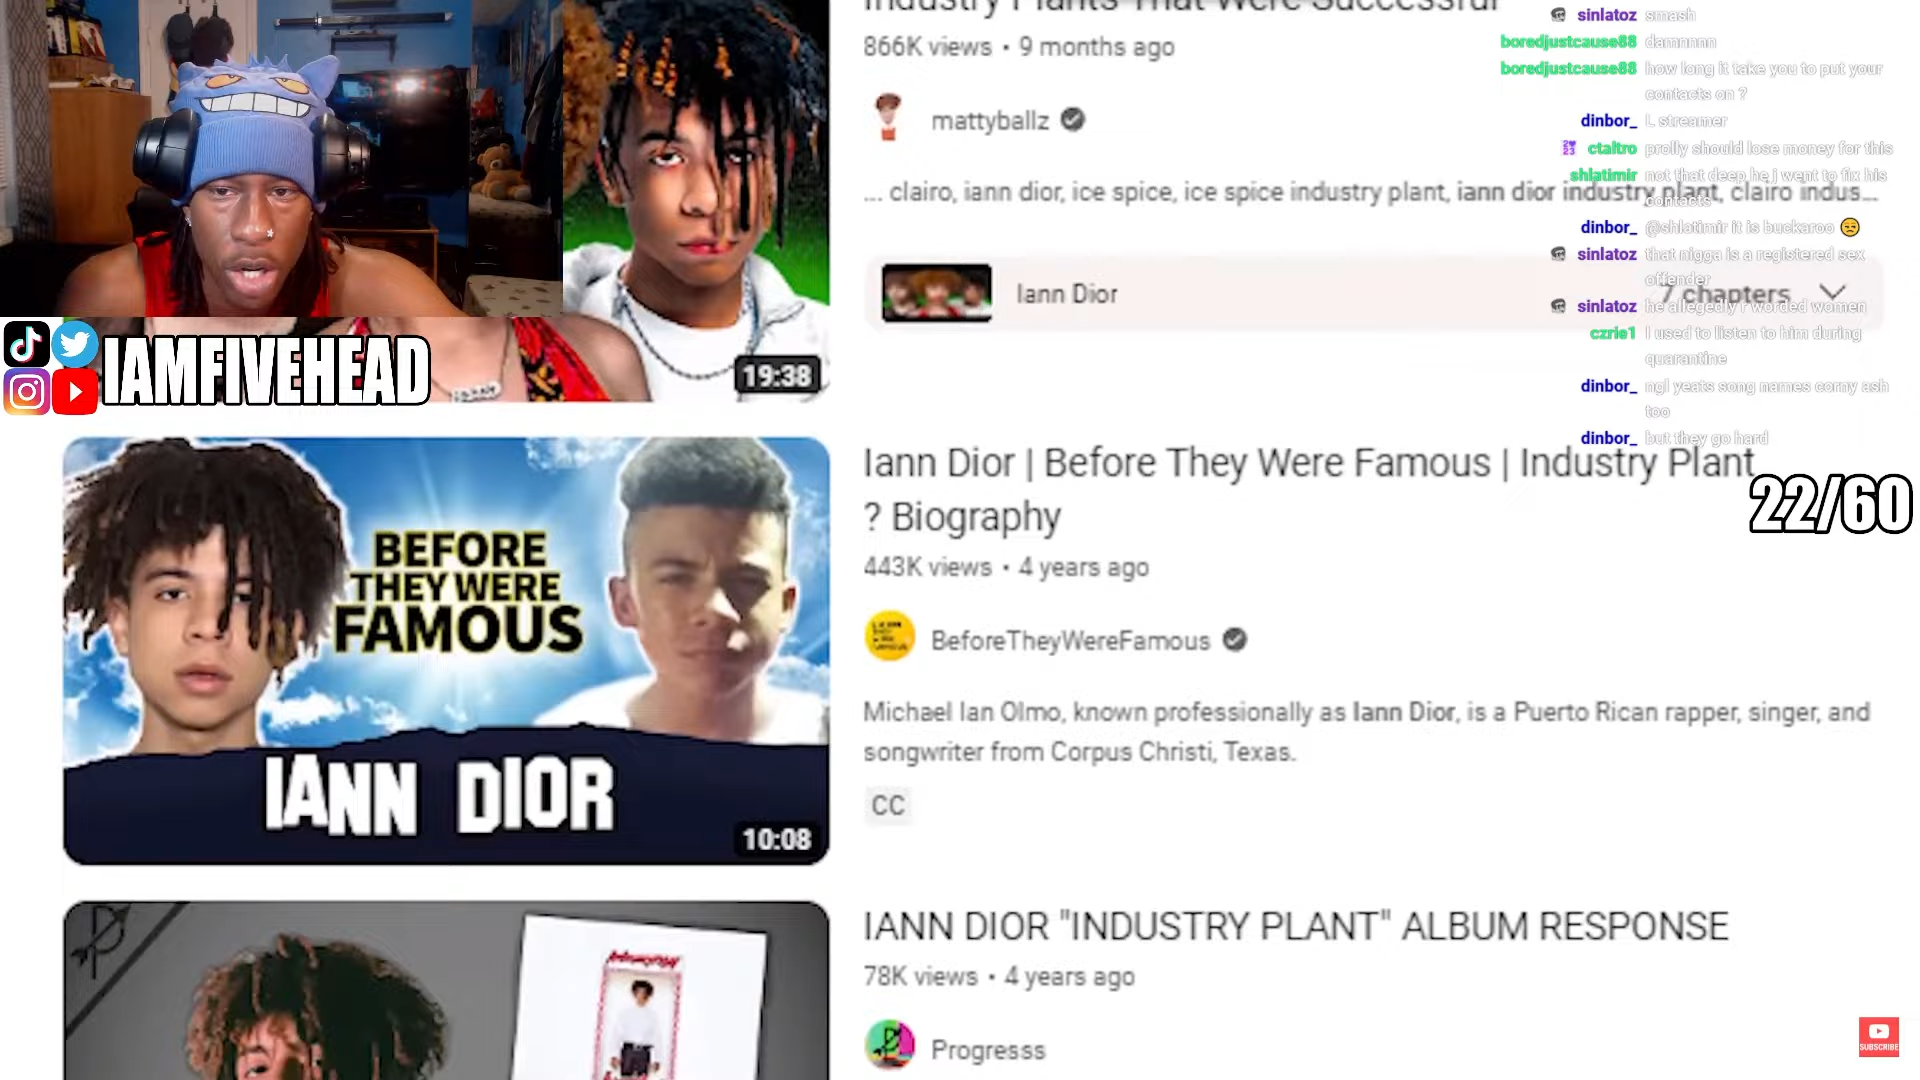 Industry Plants That Were Successful
866K views • 9 months ago
mattyballz
... clairo, iann dior, ice spice, ice spice industry plant, iann dior industry plant, clairo indus...
Iann Dior
7 chapters
19:38
IAMFIVEHEAD
sinlatoz smash
boredjustcause88 damnnnn
boredjustcause88 how long it take you to put your
contacts on ?
dinbor_ L streamer
ctaltro prolly should lose money for this
shlatimir not that deep he j went to fix his
contacts
dinbor_ @shlatimir it is buckaroo 😒
sinlatoz that nigga is a registered sex
offender
sinlatoz he allegedly r worded women
czrie1 I used to listen to him during
quarantine
dinbor_ ngl yeats song names corny ash
too
dinbor_ but they go hard
22/60
BEFORE
THEY WERE
FAMOUS
IANN DIOR
10:08
Iann Dior | Before They Were Famous | Industry Plant
? Biography
443K views • 4 years ago
BeforeTheyWereFamous
Michael Ian Olmo, known professionally as Iann Dior, is a Puerto Rican rapper, singer, and
songwriter from Corpus Christi, Texas.
CC
IANN DIOR "INDUSTRY PLANT" ALBUM RESPONSE
78K views • 4 years ago
Progresss
SUBSCRIBE